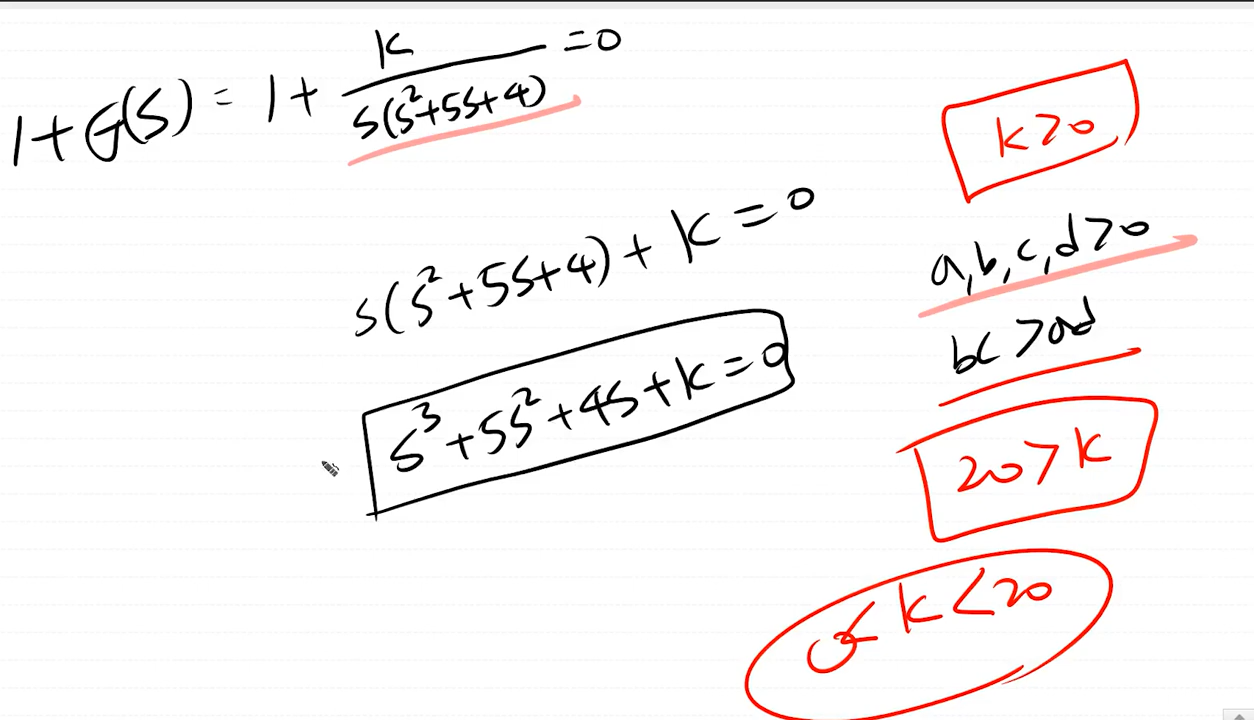 1+G(s) = 1+ K/(s(s²+5s+4)) =0
s(s²+5s+4)+K=0
s³+5s²+4s+K=0
K>0
a,b,c,d>0
bc>ad
20>K
0<K<20